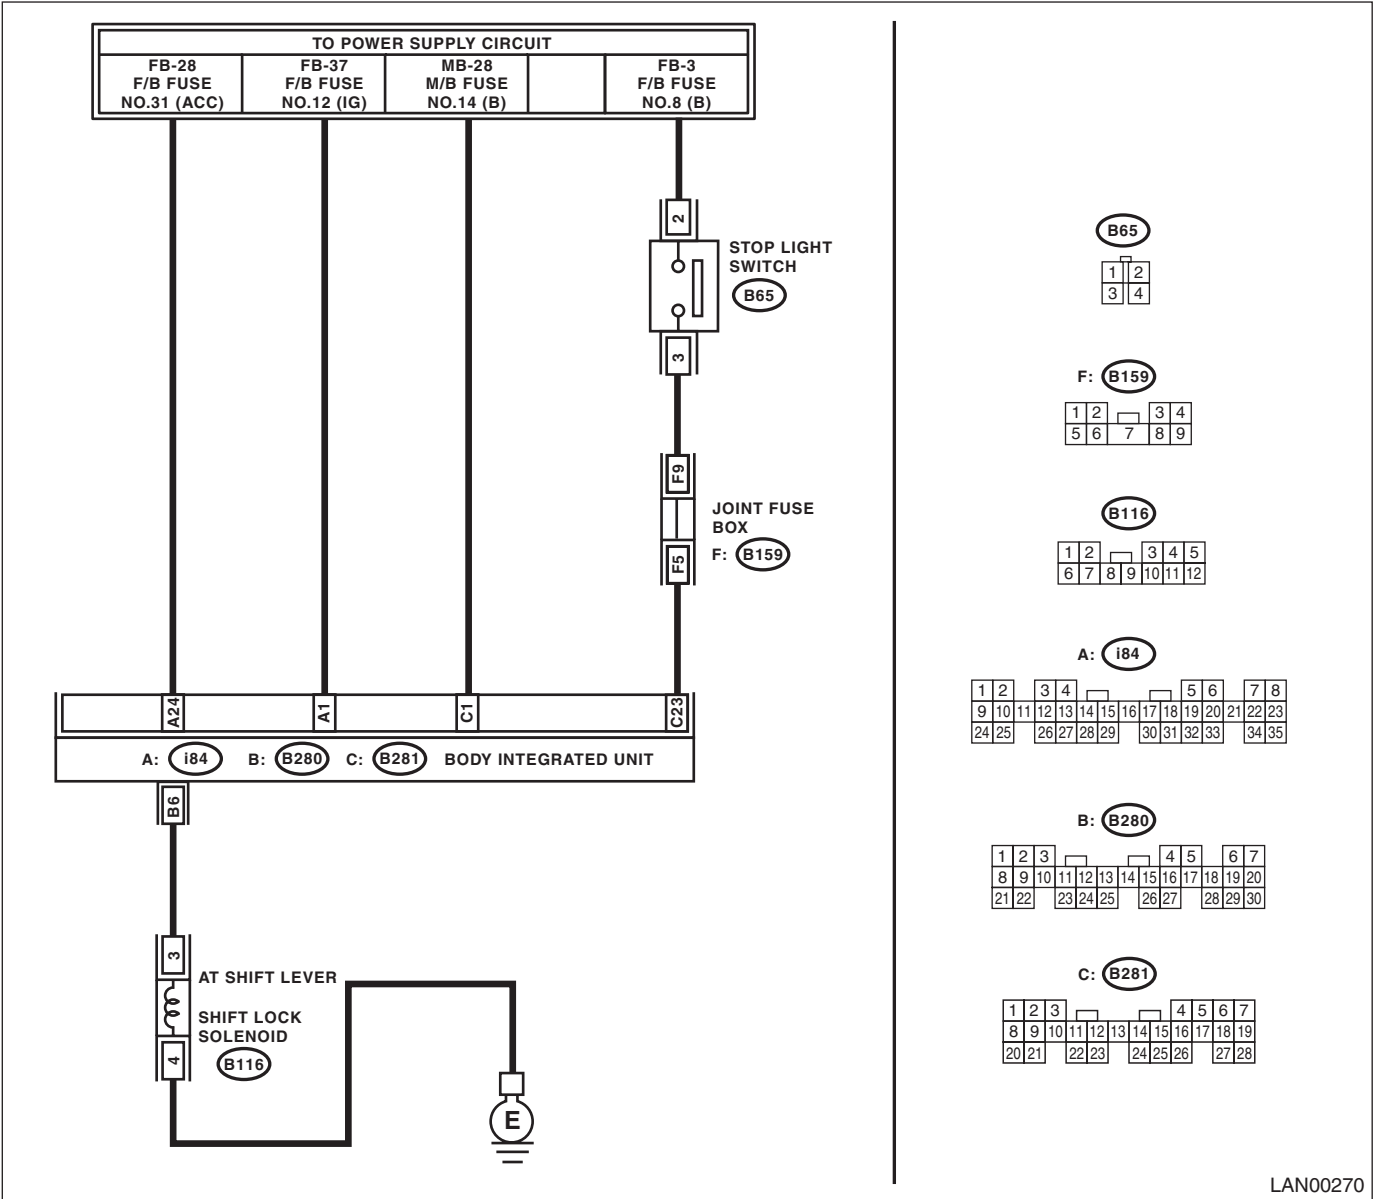 TO POWER SUPPLY CIRCUIT
FB-28
F/B FUSE
NO.31 (ACC)
FB-37
F/B FUSE
NO.12 (IG)
MB-28
M/B FUSE
NO.14 (B)
FB-3
F/B FUSE
NO.8 (B)
2
STOP LIGHT
SWITCH
B65
3
F9
JOINT FUSE
BOX
F: B159
F5
A24 A1 C1 C23
A: i84 B: B280 C: B281 BODY INTEGRATED UNIT
B6
3
AT SHIFT LEVER
SHIFT LOCK
SOLENOID
B116
4
E
B65
1 2
3 4
F: B159
1 2 3 4
5 6 7 8 9
B116
1 2 3 4 5
6 7 8 9 10 11 12
A: i84
1 2 3 4 5 6 7 8
9 10 11 12 13 14 15 16 17 18 19 20 21 22 23
24 25 26 27 28 29 30 31 32 33 34 35
B: B280
1 2 3 4 5 6 7
8 9 10 11 12 13 14 15 16 17 18 19 20
21 22 23 24 25 26 27 28 29 30
C: B281
1 2 3 4 5 6 7
8 9 10 11 12 13 14 15 16 17 18 19
20 21 22 23 24 25 26 27 28
LAN00270